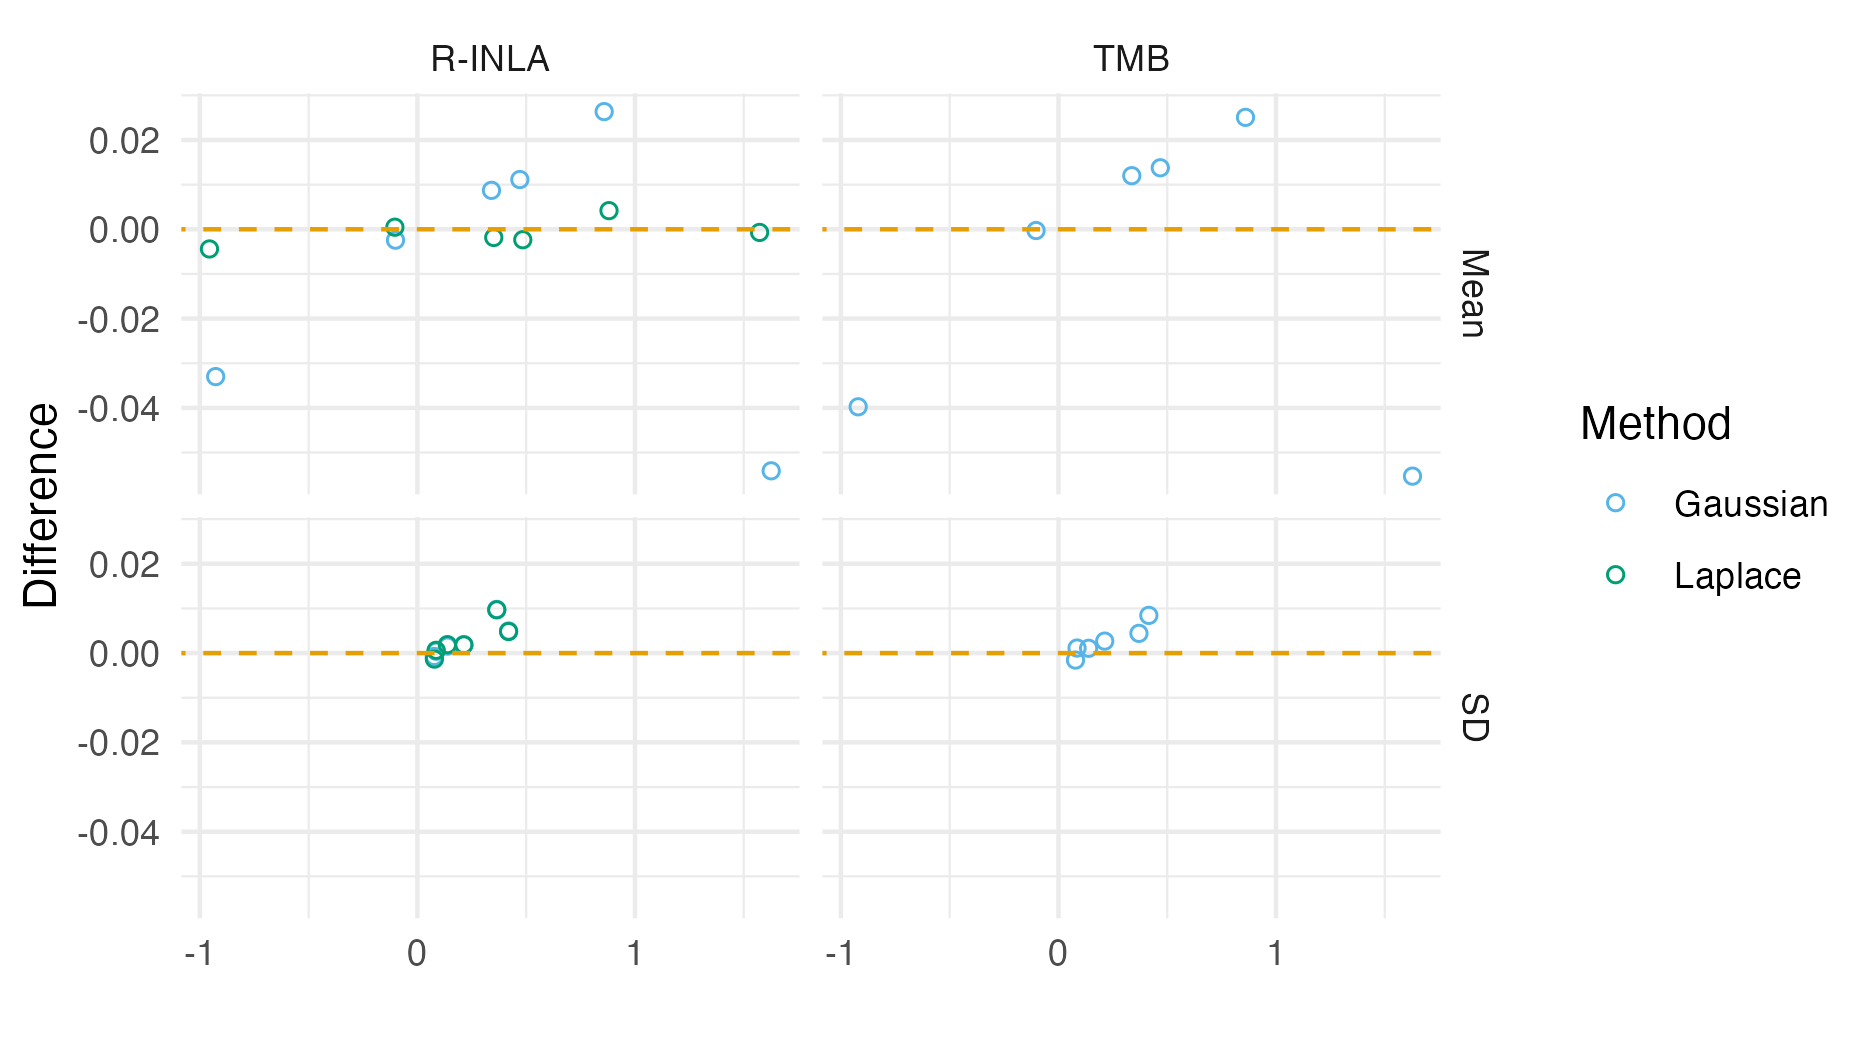 R-INLA
TMB
0.02
0.00
-0.02
-0.04
Mean
0.02
0.00
-0.02
-0.04
SD
-1
0
1
-1
0
1
Difference
Method
Gaussian
Laplace